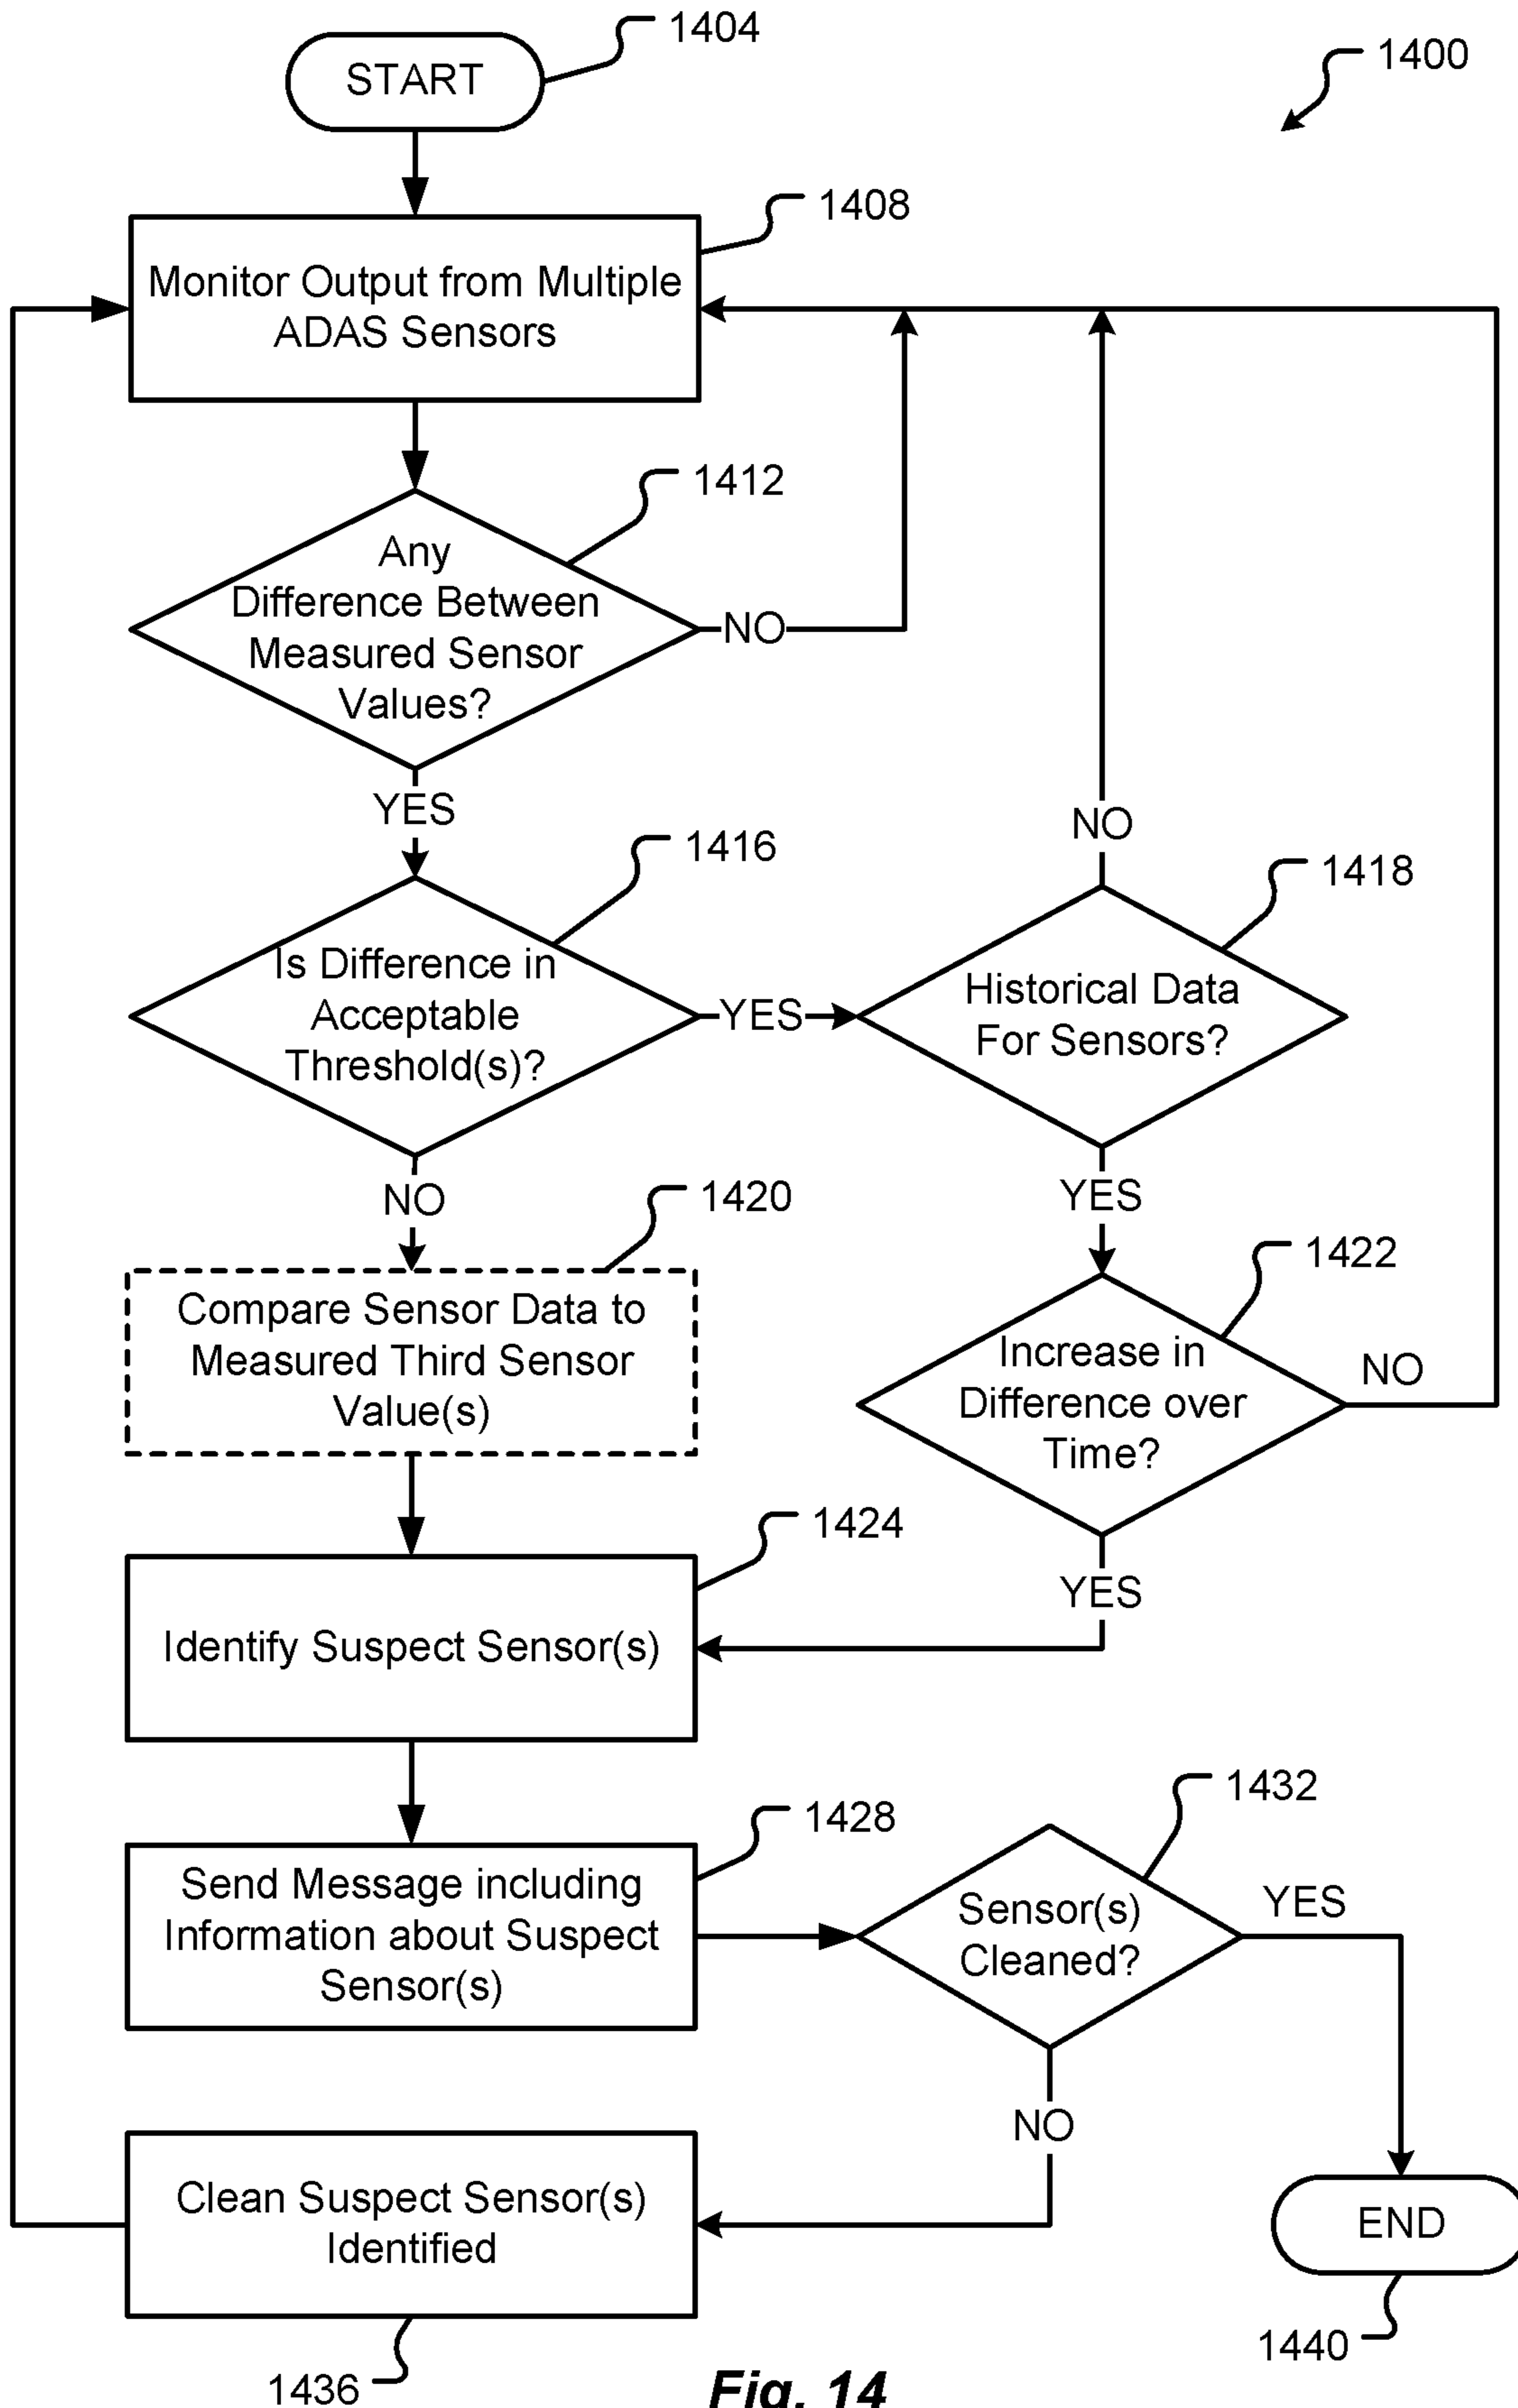 1404
START
1400
1408
Monitor Output from Multiple
ADAS Sensors
1412
Any
Difference Between
Measured Sensor
Values?
NO
YES
1416
Is Difference in
Acceptable
Threshold(s)?
YES
NO
1418
Historical Data
For Sensors?
NO
YES
1420
Compare Sensor Data to
Measured Third Sensor
Value(s)
1422
Increase in
Difference over
Time?
NO
YES
1424
Identify Suspect Sensor(s)
1428
Send Message including
Information about Suspect
Sensor(s)
1432
Sensor(s)
Cleaned?
YES
NO
Clean Suspect Sensor(s)
Identified
1436
END
1440
Fig. 14